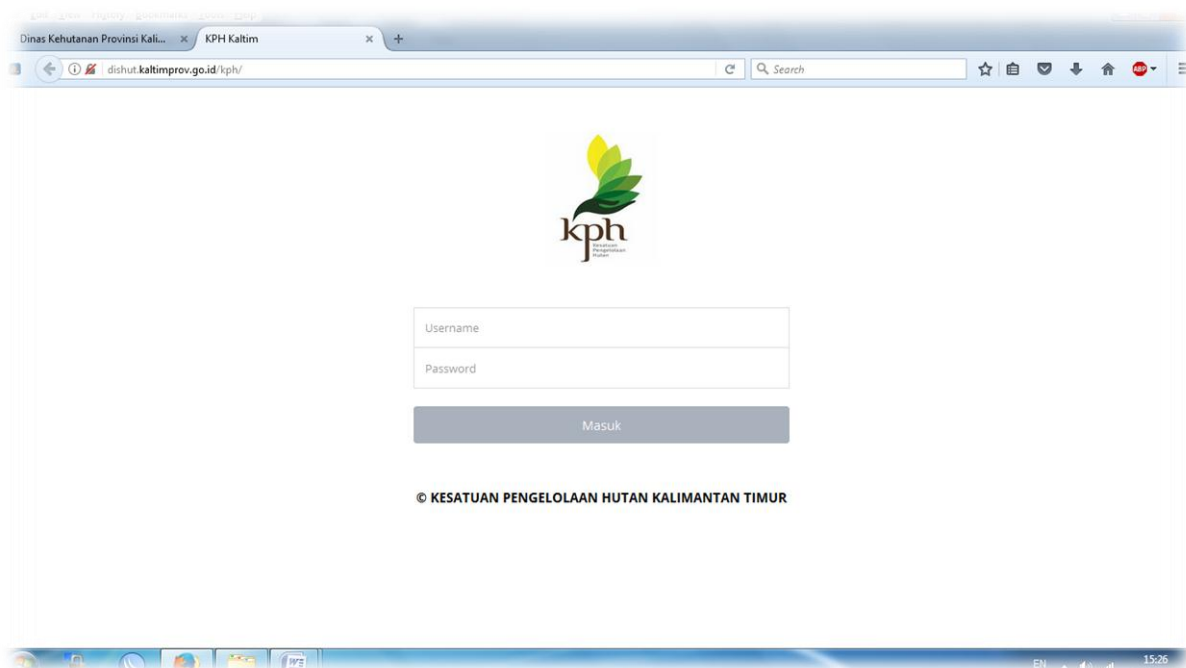 Dinas Kehutanan Provinsi Kali...
KPH Kaltim
dishut.kaltimprov.go.id/kph/
Search
ABP
kph
Kesatuan
Pengelolaan
Hutan
Username
Password
Masuk
© KESATUAN PENGELOLAAN HUTAN KALIMANTAN TIMUR
EN
15:26